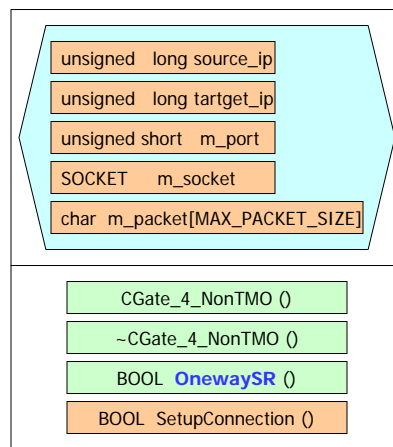 unsigned long source_ip
unsigned long tartget_ip
unsigned short m_port
SOCKET m_socket
char m_packet[MAX_PACKET_SIZE]
CGate_4_NonTMO ()
~CGate_4_NonTMO ()
BOOL OnewaySR ()
BOOL SetupConnection ()